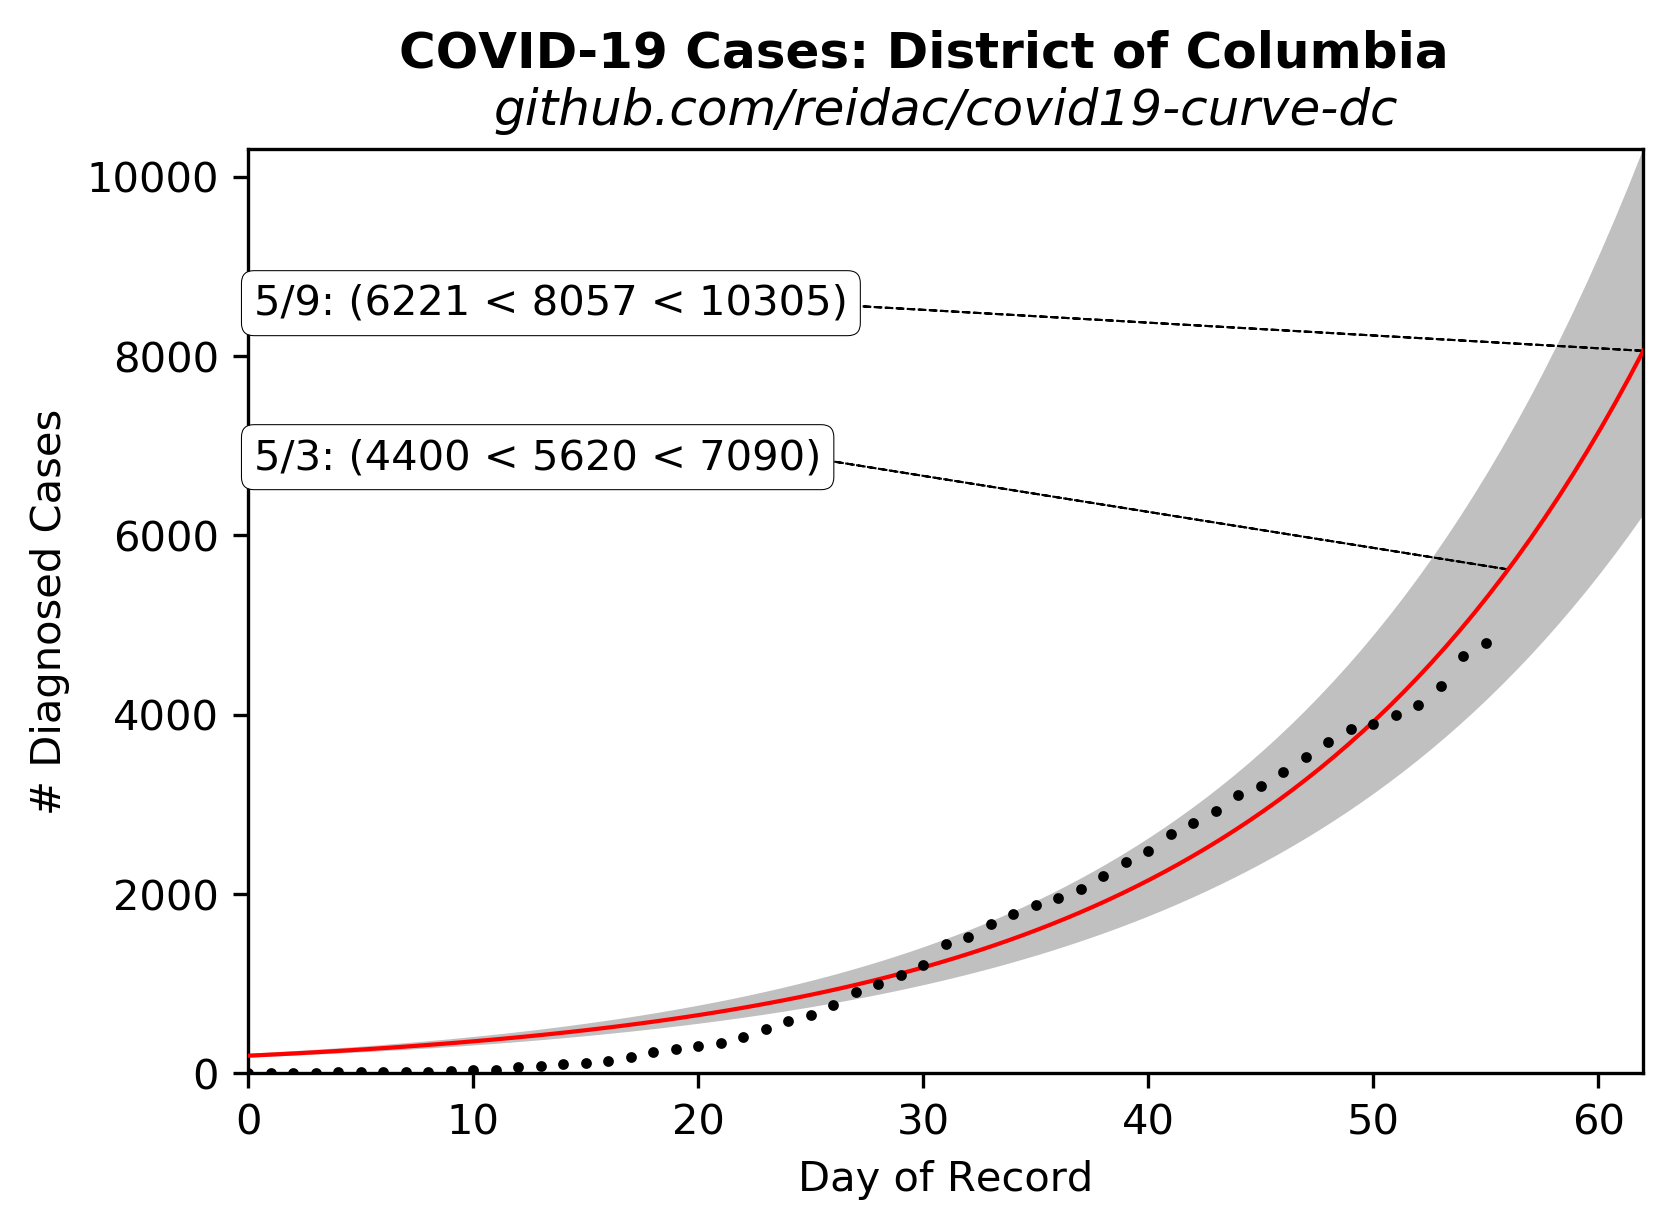 COVID-19 Cases: District of Columbia
github.com/reidac/covid19-curve-dc
10000
8000
6000
4000
2000
0
# Diagnosed Cases
5/9: (6221 < 8057 < 10305)
5/3: (4400 < 5620 < 7090)
0 10 20 30 40 50 60
Day of Record